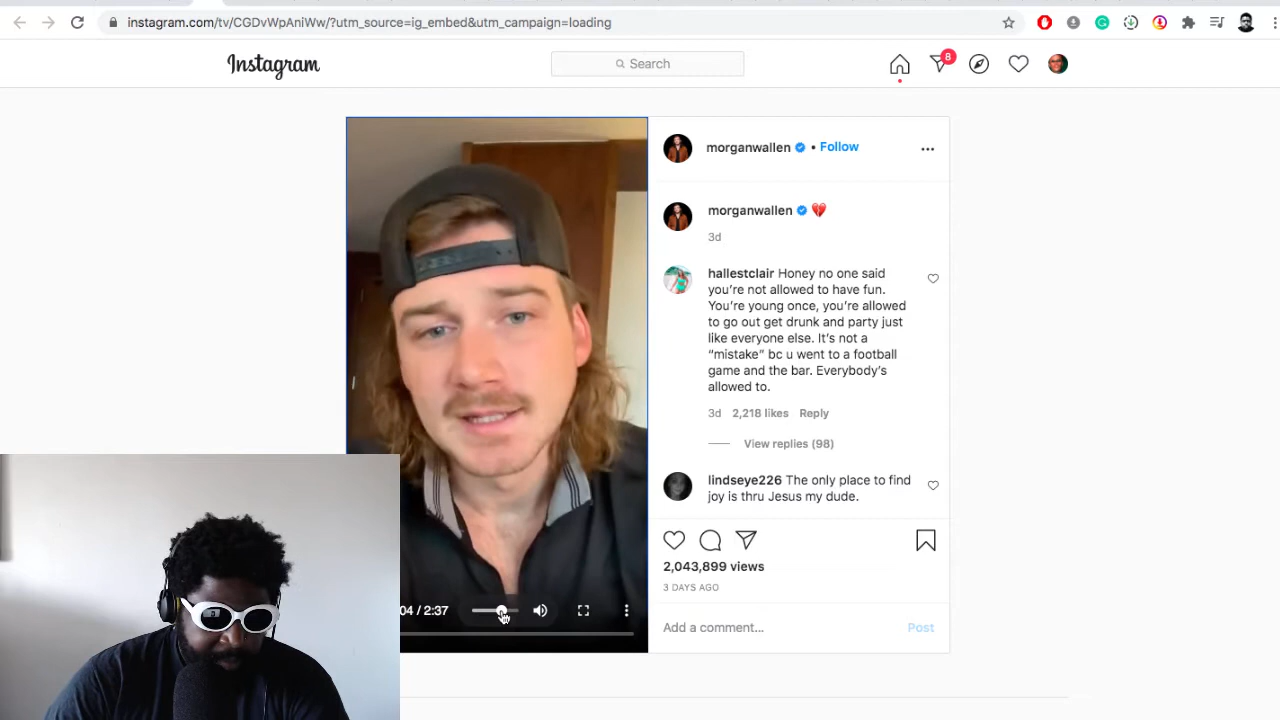 instagram.com/tv/CGDvWpAniWw/?utm_source=ig_embed&utm_campaign=loading
Instagram
Search
8
morganwallen • Follow
morganwallen 💔
3d
hallestclair Honey no one said
you're not allowed to have fun.
You're young once, you're allowed
to go out get drunk and party just
like everyone else. It's not a
“mistake” bc u went to a football
game and the bar. Everybody's
allowed to.
3d 2,218 likes Reply
View replies (98)
lindseye226 The only place to find
joy is thru Jesus my dude.
04 / 2:37
2,043,899 views
3 DAYS AGO
Add a comment...
Post